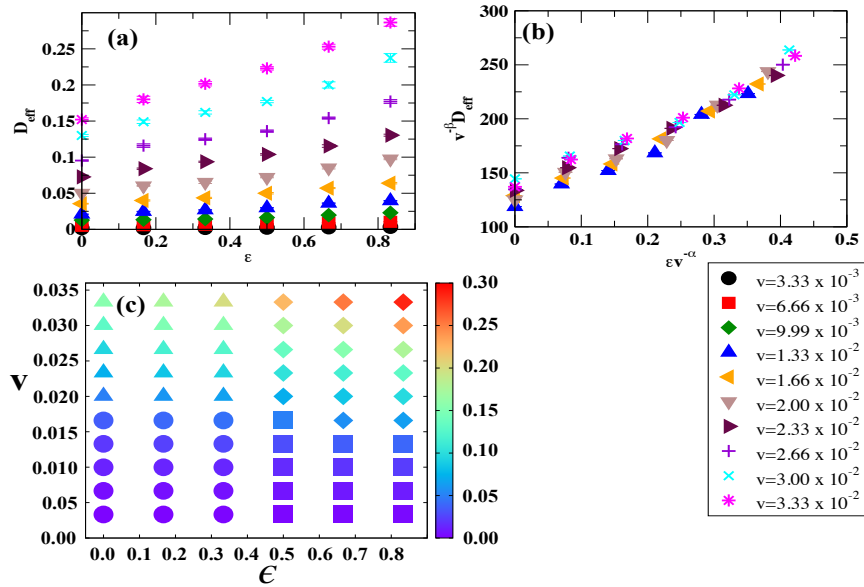 (a)
D_eff
0.25
0.2
0.15
0.1
0.05
0
0 0.2 0.4 0.6 0.8
ε
(b)
v^-β D_eff
300
250
200
150
100
0 0.1 0.2 0.3 0.4 0.5
εv^-α
(c)
v
0.035
0.030
0.025
0.020
0.015
0.010
0.005
0.00
0.0 0.1 0.2 0.3 0.4 0.5 0.6 0.7 0.8
ϵ
0.30
0.25
0.20
0.15
0.10
0.05
0.00
v=3.33 x 10^-3
v=6.66 x 10^-3
v=9.99 x 10^-3
v=1.33 x 10^-2
v=1.66 x 10^-2
v=2.00 x 10^-2
v=2.33 x 10^-2
v=2.66 x 10^-2
v=3.00 x 10^-2
v=3.33 x 10^-2